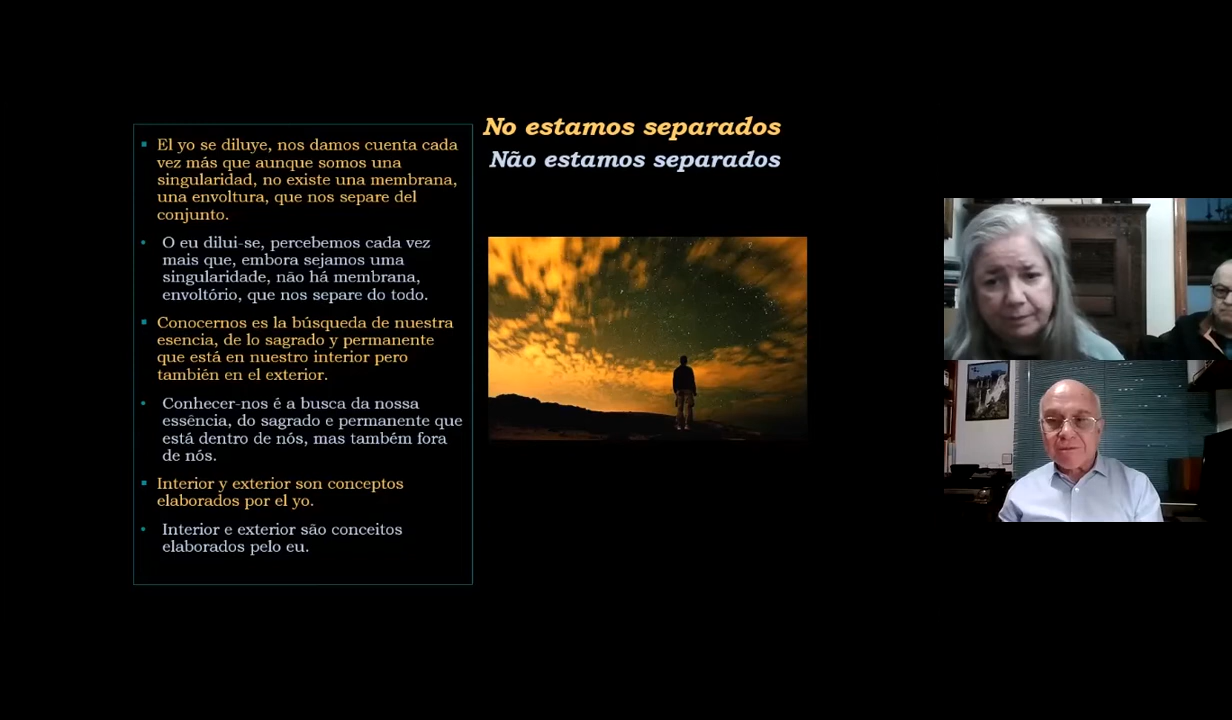 No estamos separados
Não estamos separados
El yo se diluye, nos damos cuenta cada
vez más que aunque somos una
singularidad, no existe una membrana,
una envoltura, que nos separe del
conjunto.
O eu dilui-se, percebemos cada vez
mais que, embora sejamos uma
singularidade, não há membrana,
envoltório, que nos separe do todo.
Conocernos es la búsqueda de nuestra
esencia, de lo sagrado y permanente
que está en nuestro interior pero
también en el exterior.
Conhecer-nos é a busca da nossa
essência, do sagrado e permanente que
está dentro de nós, mas também fora
de nós.
Interior y exterior son conceptos
elaborados por el yo.
Interior e exterior são conceitos
elaborados pelo eu.